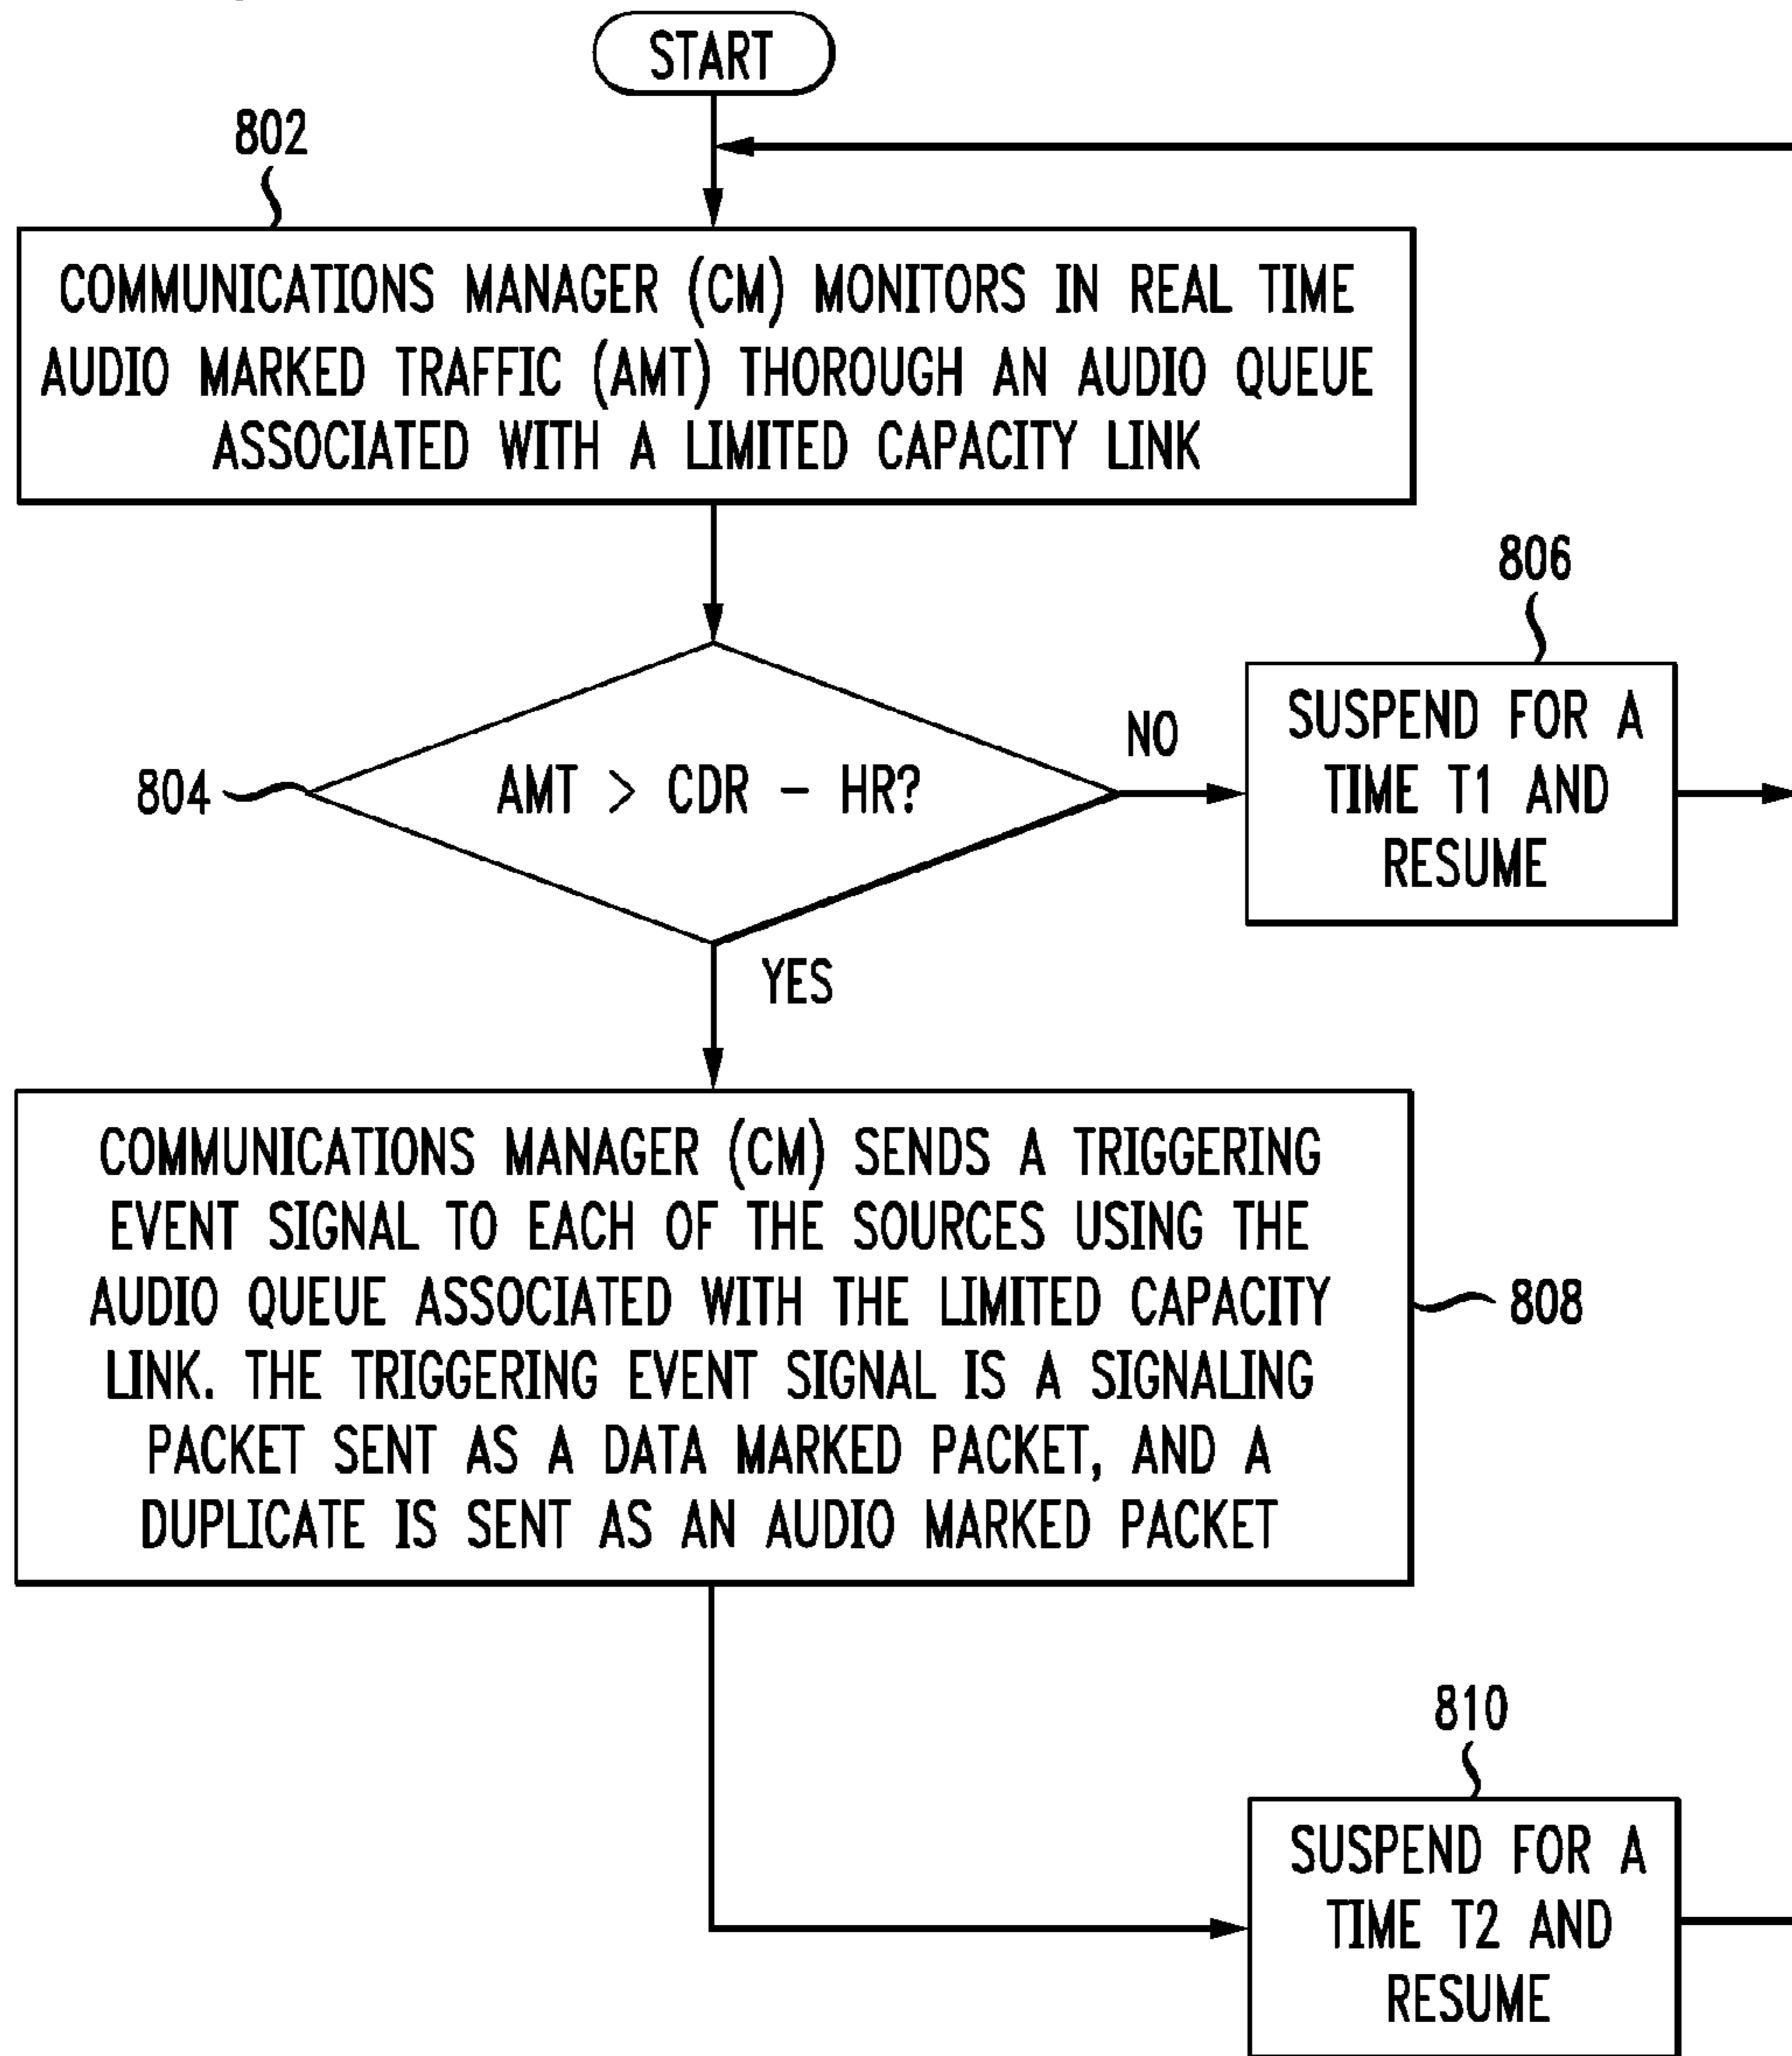 START
802
COMMUNICATIONS MANAGER (CM) MONITORS IN REAL TIME
AUDIO MARKED TRAFFIC (AMT) THOROUGH AN AUDIO QUEUE
ASSOCIATED WITH A LIMITED CAPACITY LINK
804
AMT > CDR – HR?
NO
806
SUSPEND FOR A
TIME T1 AND
RESUME
YES
COMMUNICATIONS MANAGER (CM) SENDS A TRIGGERING
EVENT SIGNAL TO EACH OF THE SOURCES USING THE
AUDIO QUEUE ASSOCIATED WITH THE LIMITED CAPACITY
LINK. THE TRIGGERING EVENT SIGNAL IS A SIGNALING
PACKET SENT AS A DATA MARKED PACKET, AND A
DUPLICATE IS SENT AS AN AUDIO MARKED PACKET
808
810
SUSPEND FOR A
TIME T2 AND
RESUME